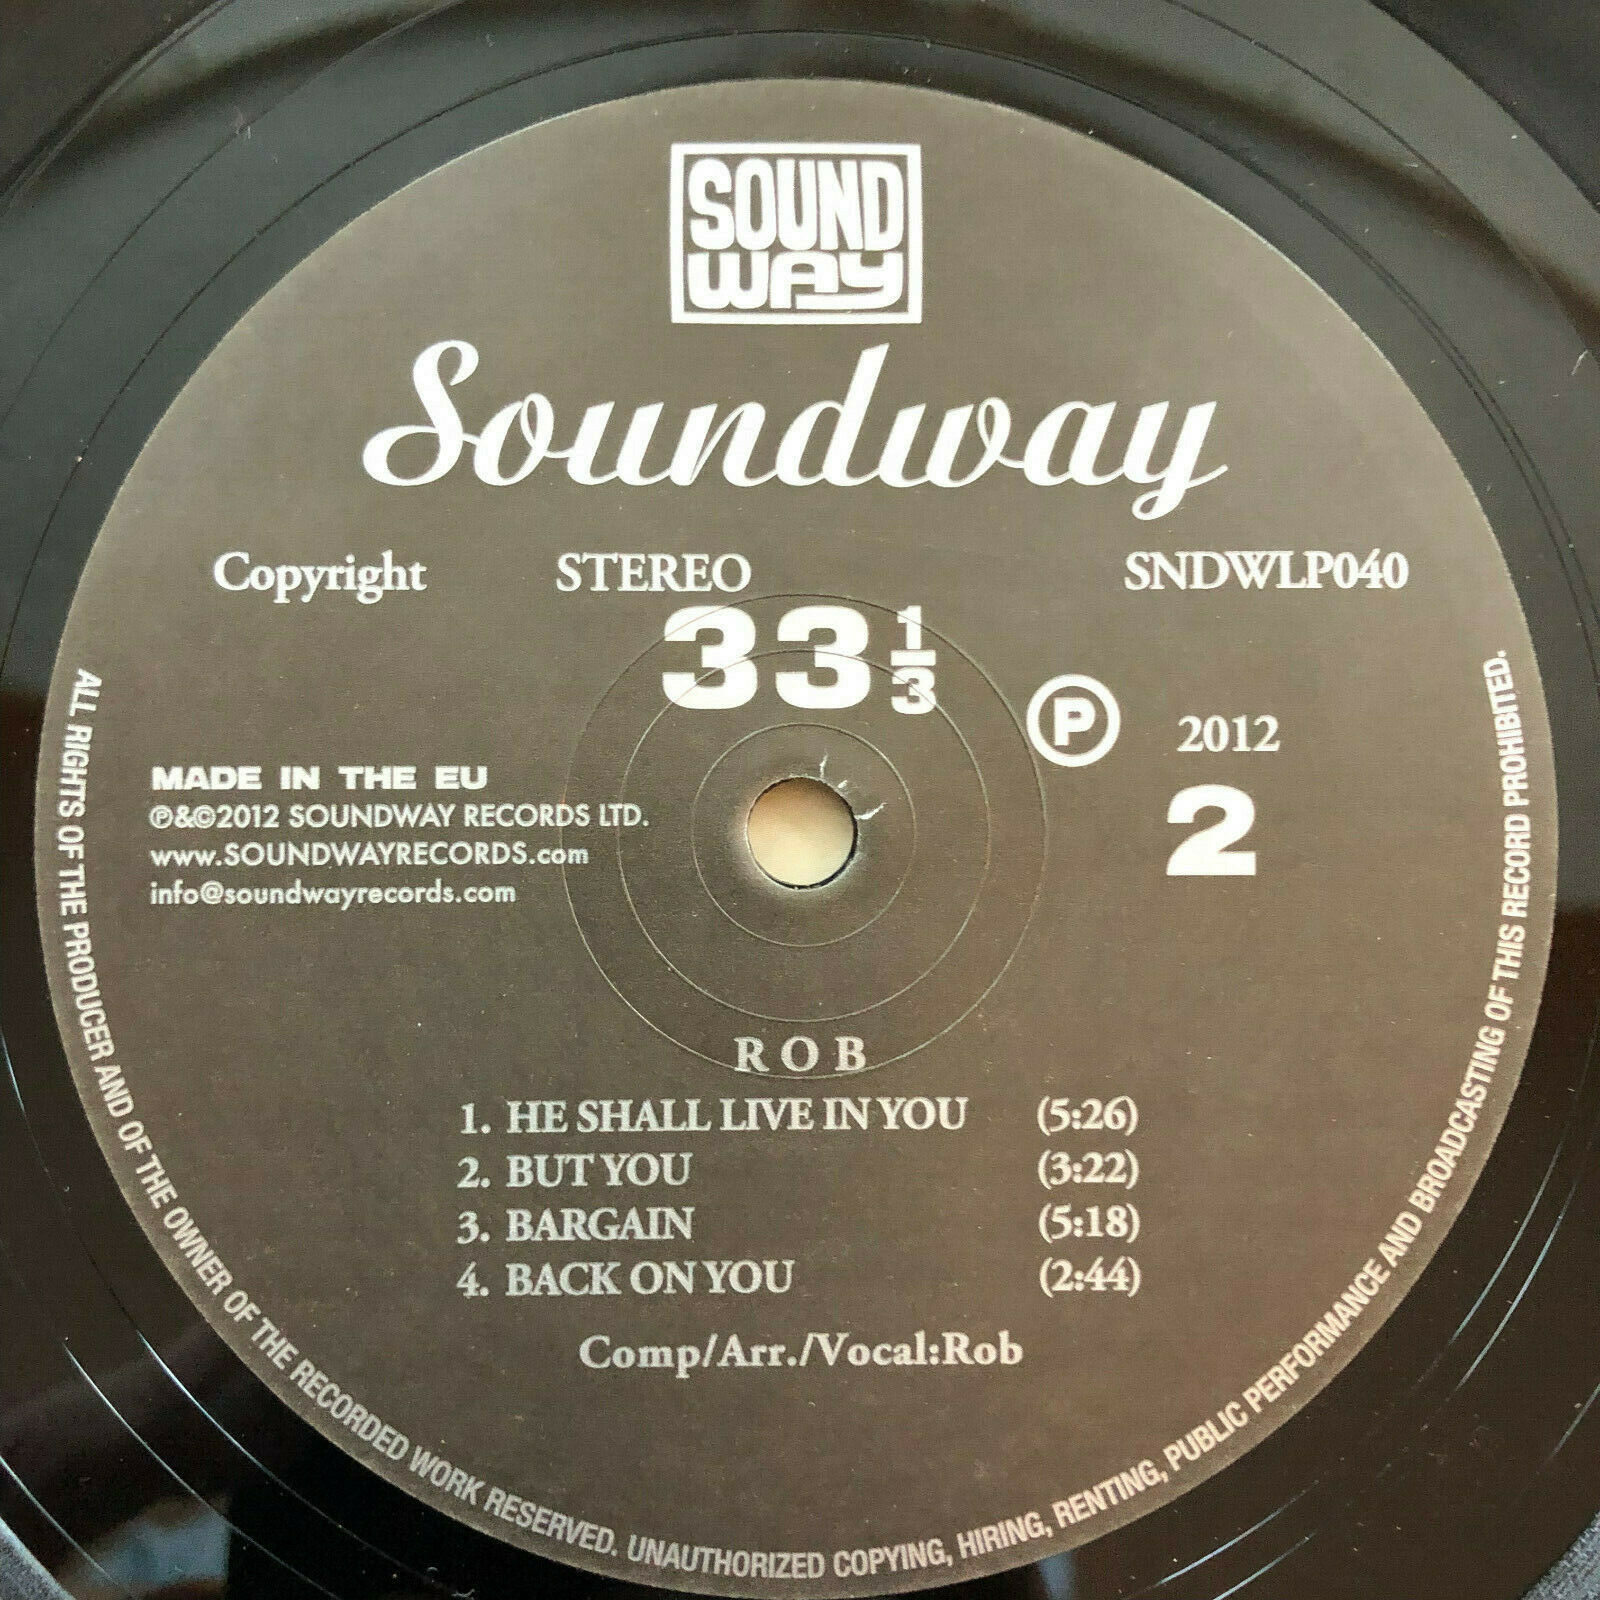 SOUND
WAY
Soundway
Copyright STEREO SNDWLP040
33 1/3
P 2012
MADE IN THE EU
℗&©2012 SOUNDWAY RECORDS LTD.
2
www.SOUNDWAYRECORDS.com
info@soundwayrecords.com
ROB
1. HE SHALL LIVE IN YOU (5:26)
2. BUT YOU (3:22)
3. BARGAIN (5:18)
4. BACK ON YOU (2:44)
Comp/Arr./Vocal:Rob
ALL RIGHTS OF THE PRODUCER AND OF THE OWNER OF THE RECORDED WORK RESERVED. UNAUTHORIZED COPYING, HIRING, RENTING, PUBLIC PERFORMANCE AND BROADCASTING OF THIS RECORD PROHIBITED.